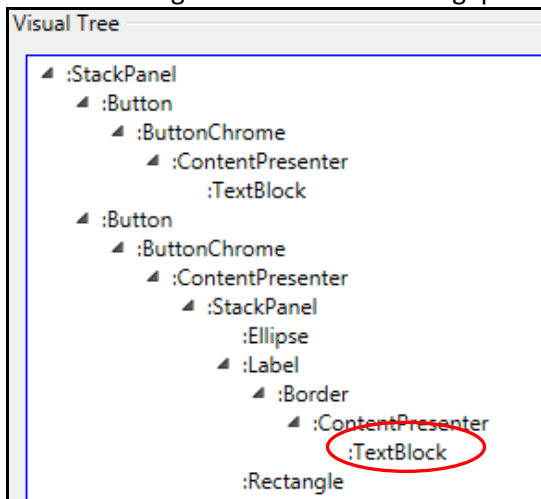 Visual Tree
:StackPanel
:Button
:ButtonChrome
:ContentPresenter
:TextBlock
:Button
:ButtonChrome
:ContentPresenter
:StackPanel
:Ellipse
:Label
:Border
:ContentPresenter
:TextBlock
:Rectangle